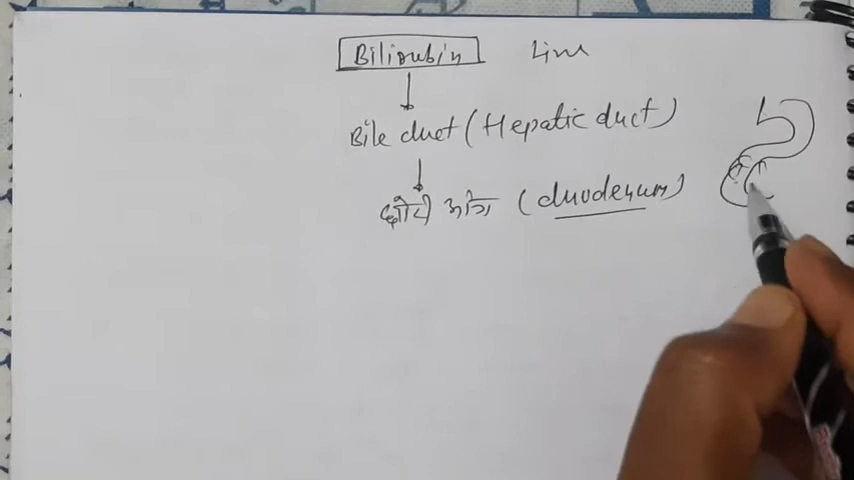 Bilirubin Liver
Bile duct (Hepatic duct)
छोटी आंत (duodenum)